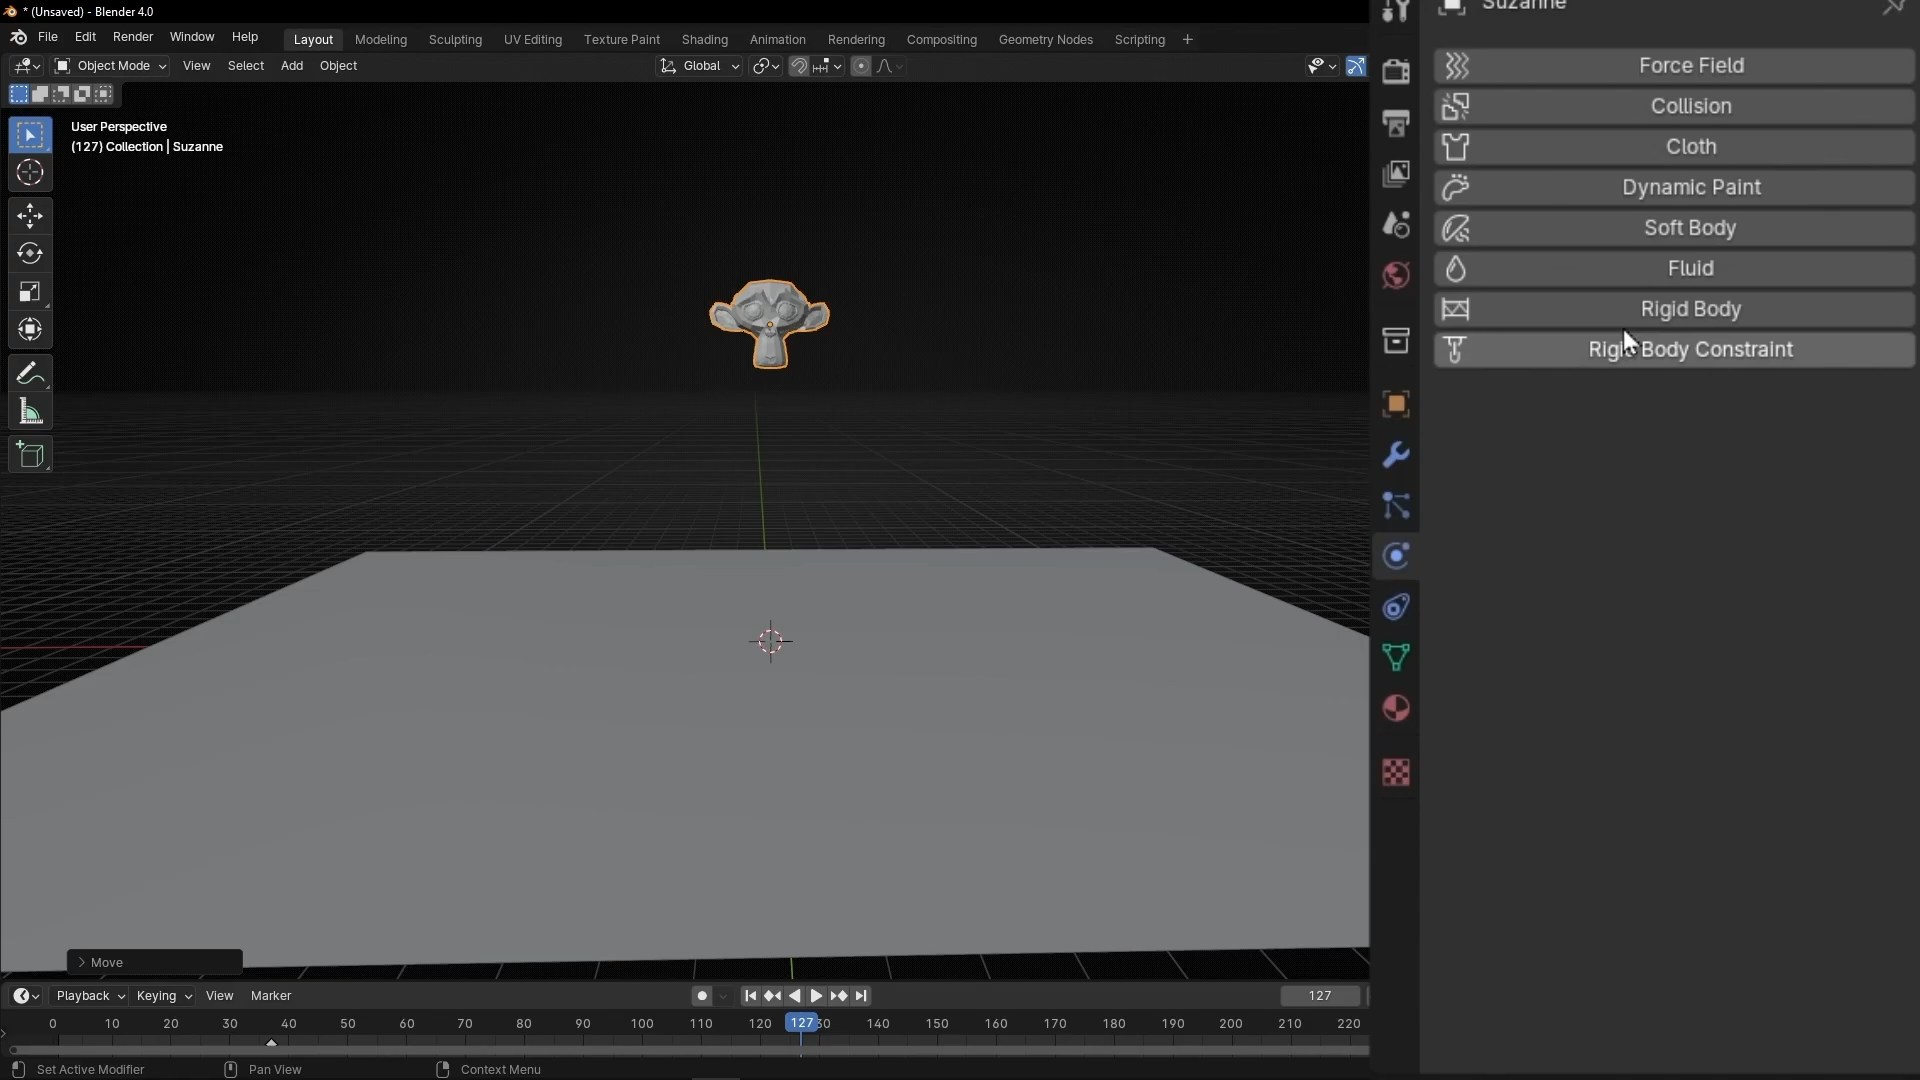 * (Unsaved) - Blender 4.0
File Edit Render Window Help Layout Modeling Sculpting UV Editing Texture Paint Shading Animation Rendering Compositing Geometry Nodes Scripting +
Object Mode View Select Add Object Global
User Perspective
(127) Collection | Suzanne
Suzanne
Force Field
Collision
Cloth
Dynamic Paint
Soft Body
Fluid
Rigid Body
Rigid Body Constraint
> Move
Playback Keying View Marker 127
0 10 20 30 40 50 60 70 80 90 100 110 120 127 30 140 150 160 170 180 190 200 210 220
Set Active Modifier Pan View Context Menu